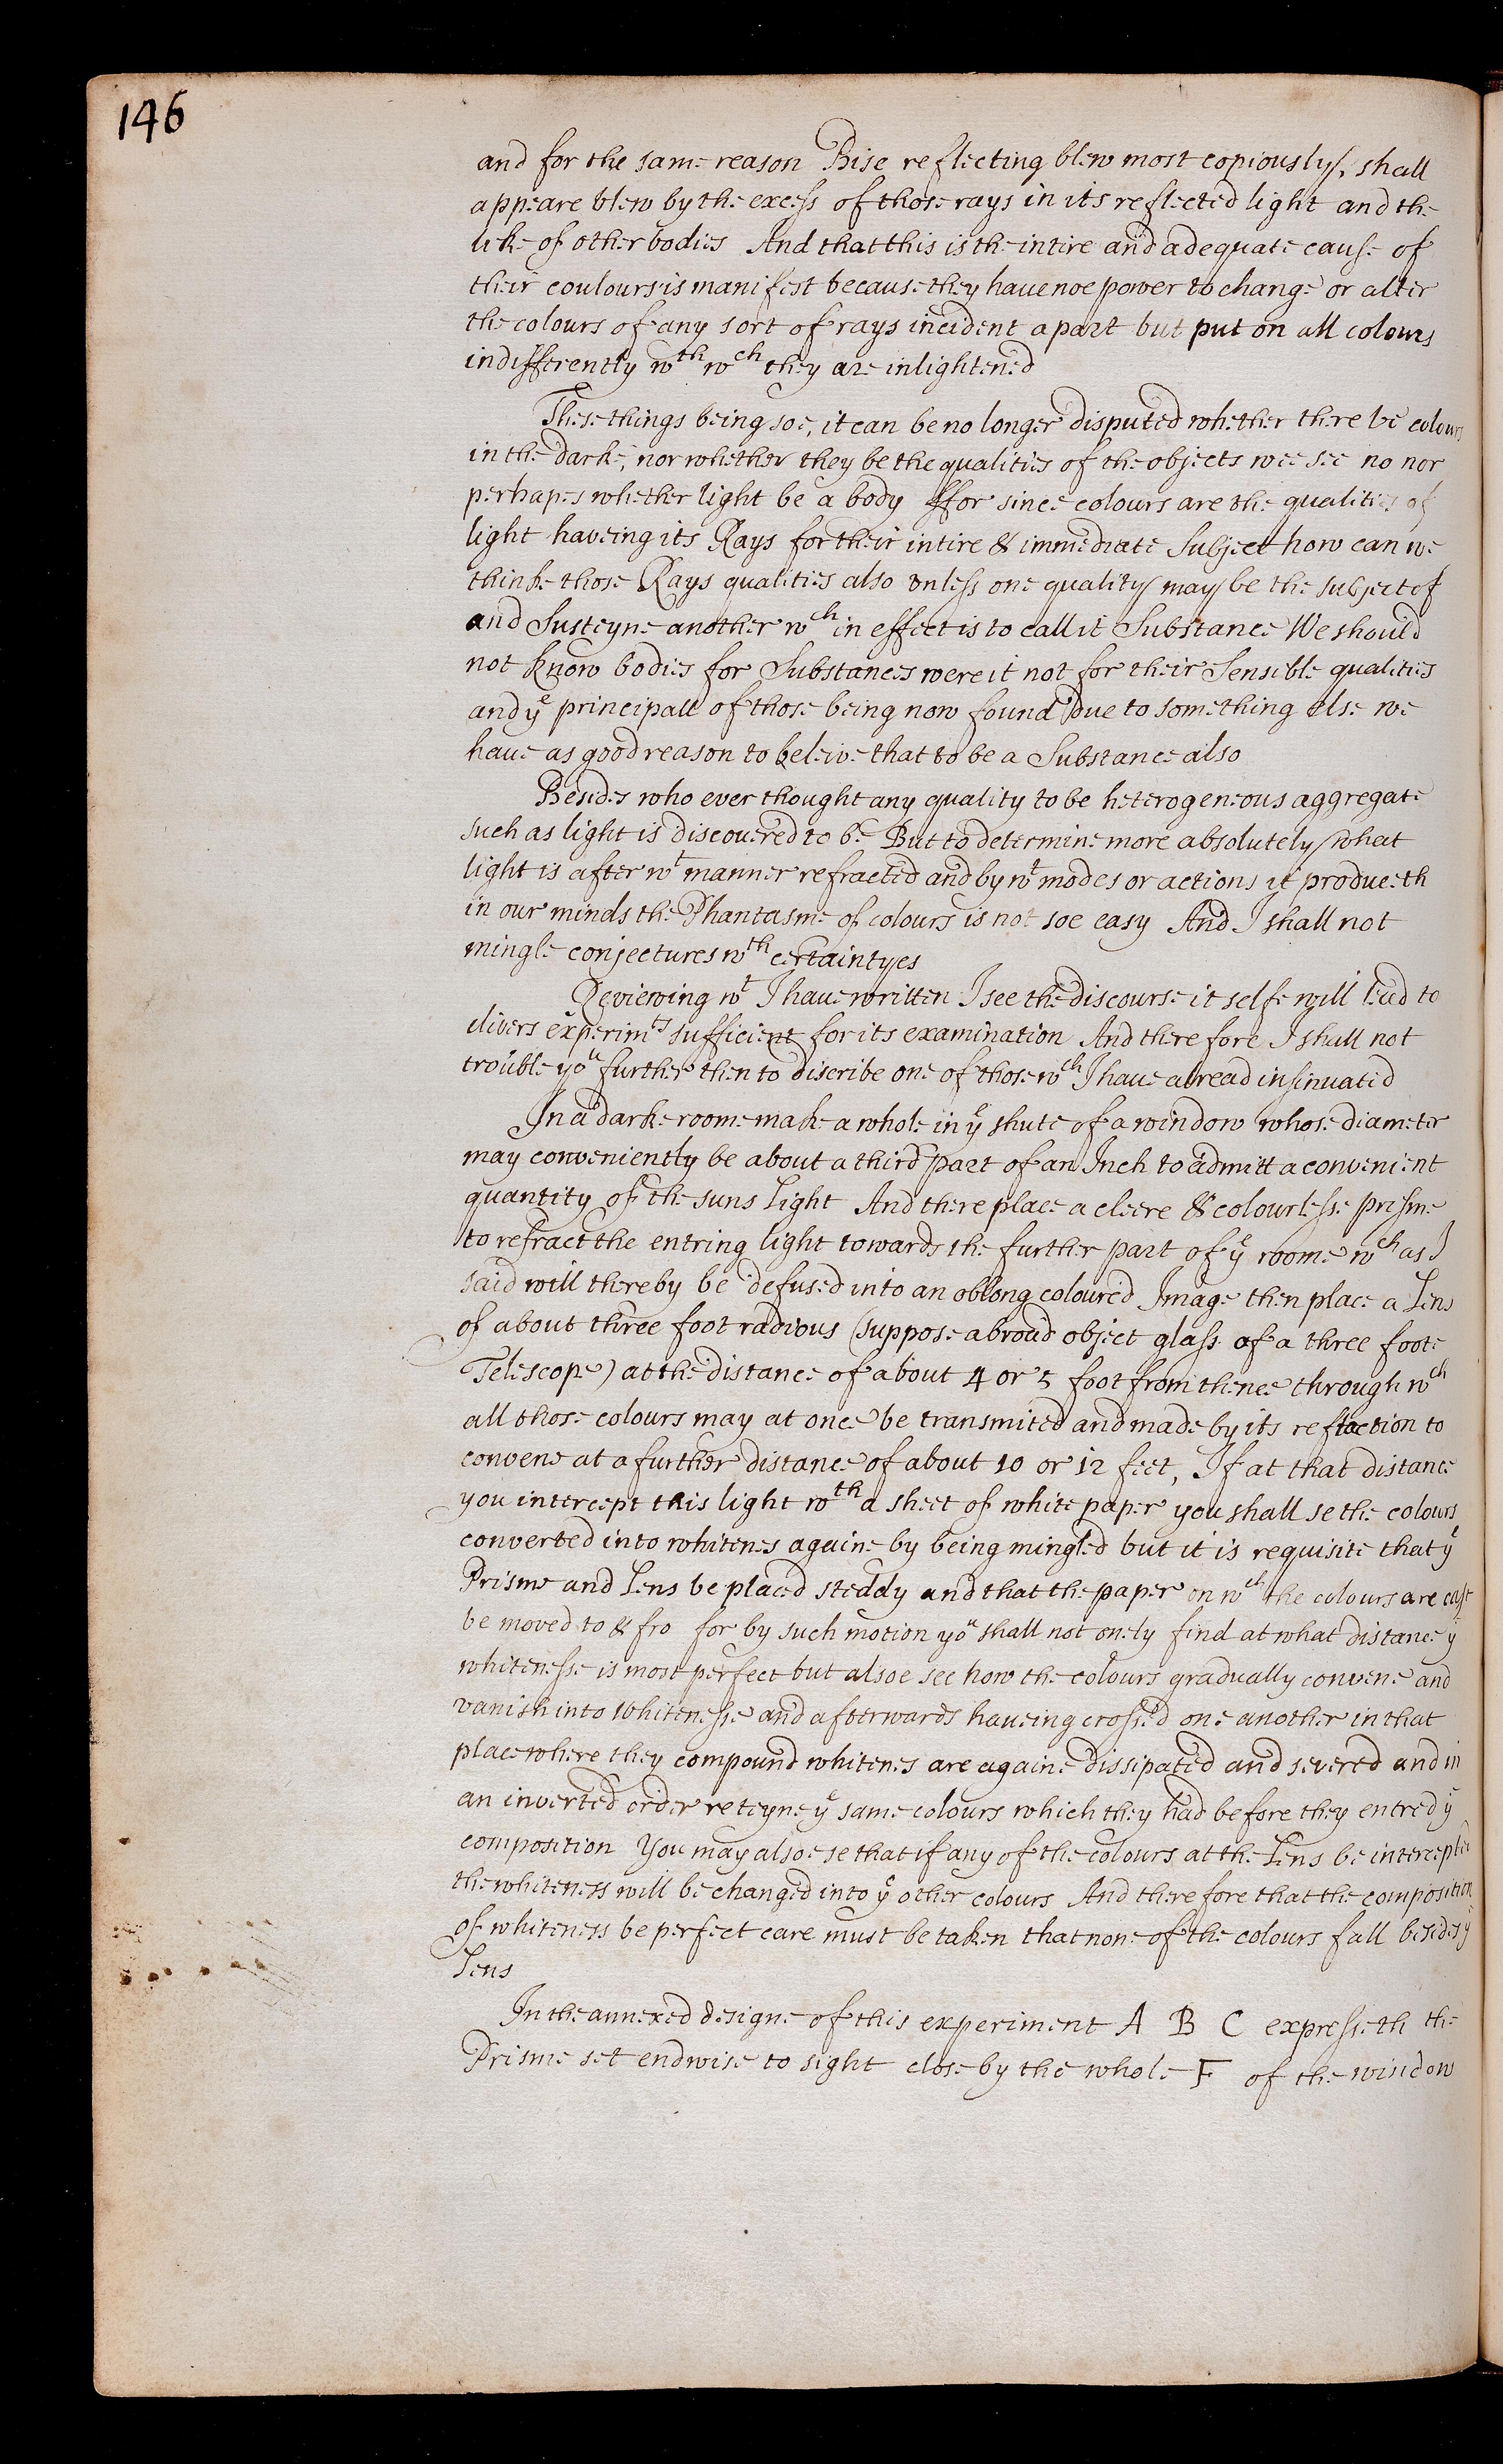 146
and for the same reason Bise reflecting blew most copiously, shall
appeare blew by the excess of those rays in its reflected light and the
like of other bodies And that this is the intire and adequate cause of
their coulours is manifest because they haue noe power to change or alter
the colours of any sort of rays incident apart but put on all colours
indifferently wth wch they are inlightened
These things being soe, it can be no longer disputed whether there be colours
in the darke, nor whether they be the qualities of the objects wee see no nor
perhapes whether light be a body ffor since colours are the qualities of
light haveing its Rays for their intire & immediate Subject how can we
thinke those Rays qualities also vnless one quality may be the subject of
and Susteyne another wch in effect is to call it Substance We should
not know bodies for Substances were it not for their Sensible qualities
and ye principall of those being now found due to something else we
haue as good reason to beleive that to be a Substance also
Besides who ever thought any quality to be heterogeneous aggregate
such as light is discouered to be But to determine more absolutely what
light is after wt manner refracted and by wt modes or actions it produceth
in our minds the Phantasme of colours is not soe easy And I shall not
mingle conjectures wth certaintyes
Reviewing wt I haue written I see the discourse it selfe will lead to
divers experimts sufficient for its examination And therefore I shall not
trouble you further then to discribe one of those wch I haue alread insinuated
In a darke roome make a whole in ye shute of a window whose diameter
may conveniently be about a third part of an Inch to admitt a convenient
quantity of the suns Light And there place a cleere & colourlesse prisme
to refract the entring light towards the further part of ye roome wch as I
said will thereby be defused into an oblong coloured Image then place a Lens
of about three foot radious (suppose a broad object glass of a three foote
Telescope) at the distance of about 4 or 5 foot from thence through wch
all those colours may at once be transmited and made by its refraction to
convene at a further distance of about 10 or 12 feet, If at that distance
you intercept this light wth a sheet of white paper you shall se the colours
converted into whitenes againe by being mingled but it is requisite that ye
Prisme and Lens be placed steddy and that the paper on wch the colours are cast
be moved to & fro for by such motion you shall not onely find at what distance ye
whitenesse is most perfect but alsoe see how the colours gradually convene and
vanish into whitenesse and afterwards haueing crossed one another in that
place where they compound whitenes are againe dissipated and severed and in
an inverted order reteyne ye same colours which they had before they entred ye
composition You may alsoe se that if any of the colours at the Lens be intercepted
the whiteness will be changed into ye other colours And therefore that the composition
of whiteness be perfect care must be taken that none of the colours fall besides ye
Lens
In the annexed designe of this experiment A B C expresseth the
Prisme set endwise to sight close by the whole F of the window